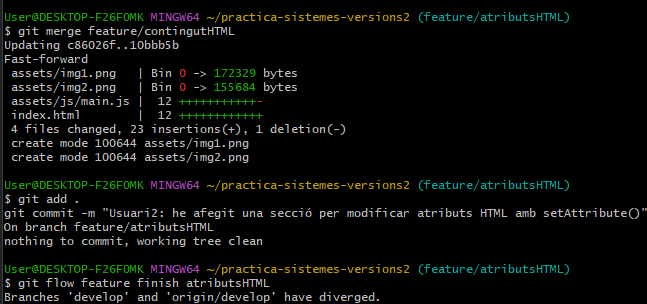 User@DESKTOP-F26FOMK MINGW64 ~/practica-sistemes-versions2 (feature/atributsHTML)
$ git merge feature/contingutHTML
Updating c86026f..10bbb5b
Fast-forward
 assets/img1.png   | Bin 0 -> 172329 bytes
 assets/img2.png   | Bin 0 -> 155684 bytes
 assets/js/main.js |  12 +++++++++++-
 index.html        |  12 ++++++++++++
 4 files changed, 23 insertions(+), 1 deletion(-)
 create mode 100644 assets/img1.png
 create mode 100644 assets/img2.png
User@DESKTOP-F26FOMK MINGW64 ~/practica-sistemes-versions2 (feature/atributsHTML)
$ git add .
git commit -m "Usuari2: he afegit una secció per modificar atributs HTML amb setAttribute()"
On branch feature/atributsHTML
nothing to commit, working tree clean
User@DESKTOP-F26FOMK MINGW64 ~/practica-sistemes-versions2 (feature/atributsHTML)
$ git flow feature finish atributsHTML
Branches 'develop' and 'origin/develop' have diverged.